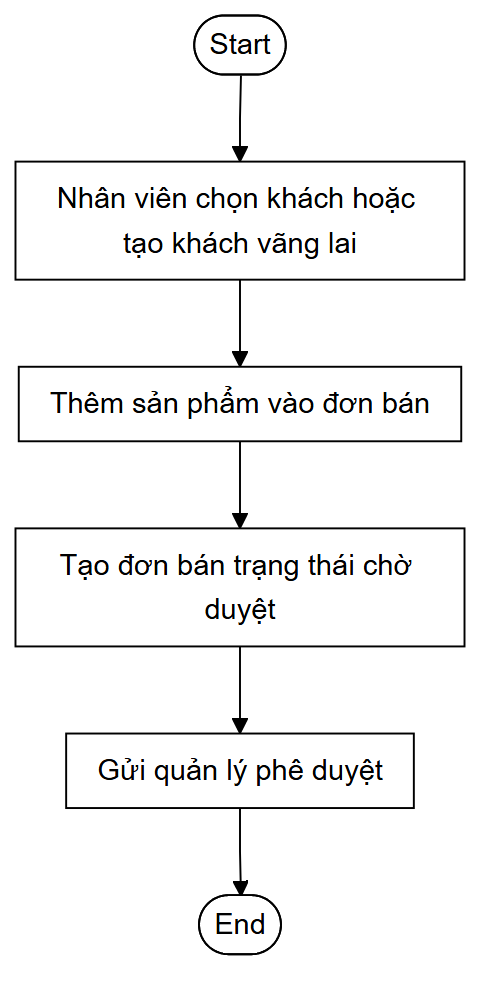 Start
Nhân viên chọn khách hoặc
tạo khách vãng lai
Thêm sản phẩm vào đơn bán
Tạo đơn bán trạng thái chờ
duyệt
Gửi quản lý phê duyệt
End